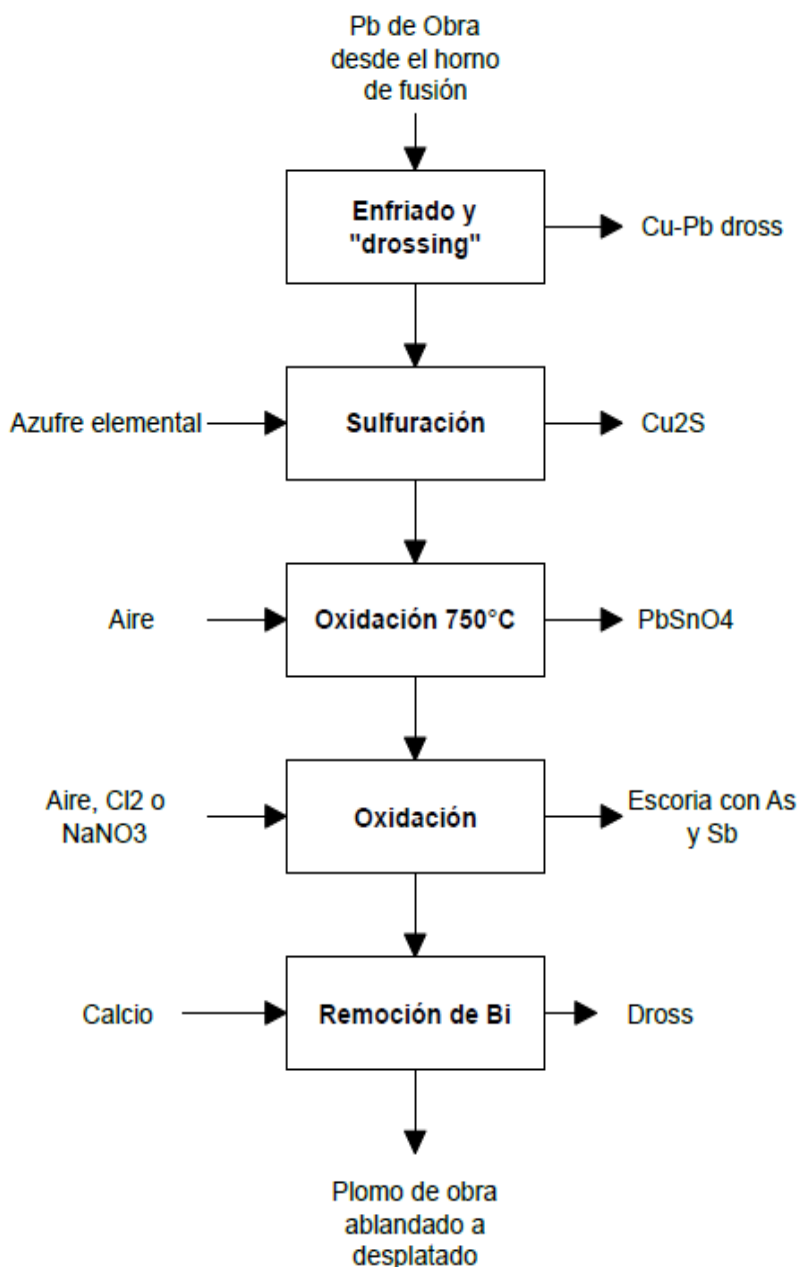 Pb de Obra
desde el horno
de fusión
Enfriado y
"drossing"
Cu-Pb dross
Azufre elemental
Sulfuración
Cu2S
Aire
Oxidación 750°C
PbSnO4
Aire, Cl2 o
NaNO3
Oxidación
Escoria con As
y Sb
Calcio
Remoción de Bi
Dross
Plomo de obra
ablandado a
desplatado